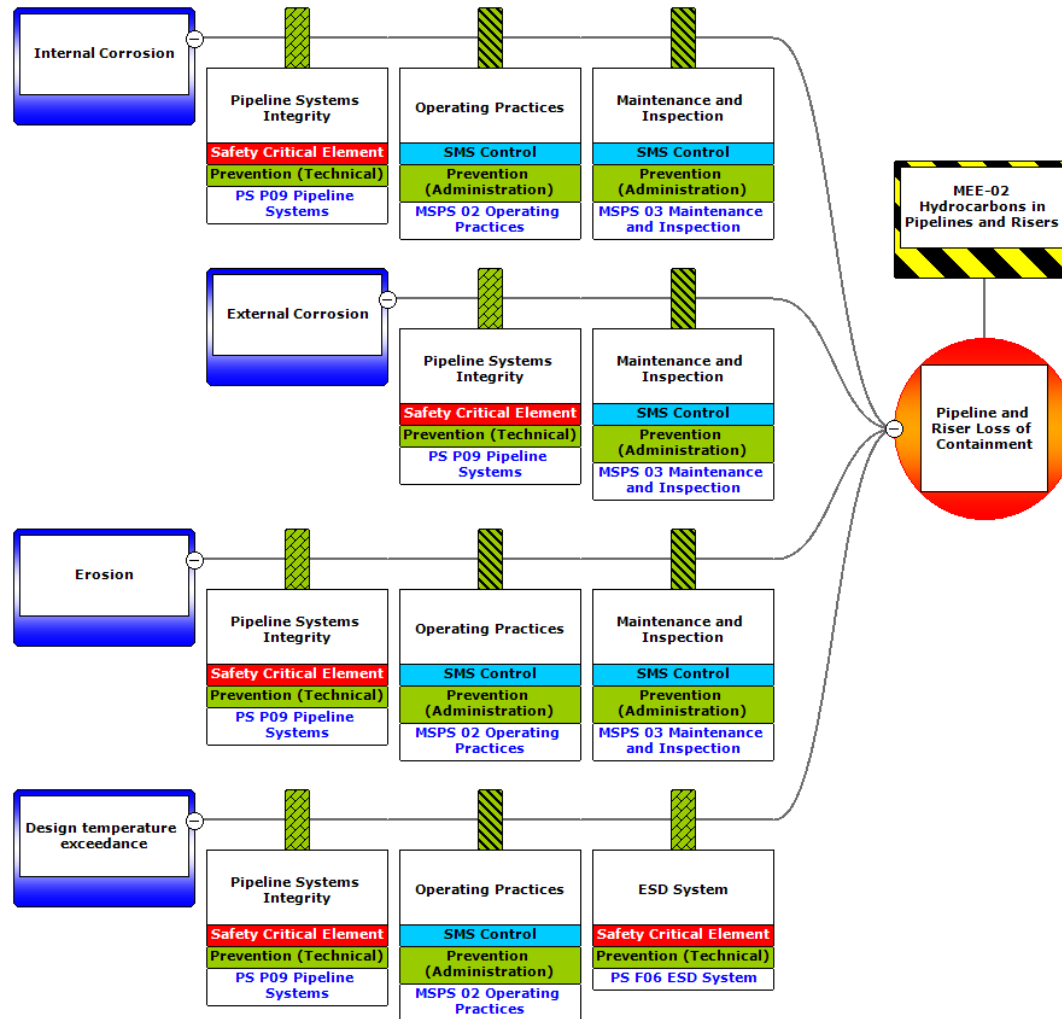 Internal Corrosion
Pipeline Systems
Integrity
Safety Critical Element
Prevention (Technical)
PS P09 Pipeline
Systems
Operating Practices
SMS Control
Prevention
(Administration)
MSPS 02 Operating
Practices
Maintenance and
Inspection
SMS Control
Prevention
(Administration)
MSPS 03 Maintenance
and Inspection
MEE-02
Hydrocarbons in
Pipelines and Risers
External Corrosion
Pipeline Systems
Integrity
Safety Critical Element
Prevention (Technical)
PS P09 Pipeline
Systems
Maintenance and
Inspection
SMS Control
Prevention
(Administration)
MSPS 03 Maintenance
and Inspection
Pipeline and
Riser Loss of
Containment
Erosion
Pipeline Systems
Integrity
Safety Critical Element
Prevention (Technical)
PS P09 Pipeline
Systems
Operating Practices
SMS Control
Prevention
(Administration)
MSPS 02 Operating
Practices
Maintenance and
Inspection
SMS Control
Prevention
(Administration)
MSPS 03 Maintenance
and Inspection
Design temperature
exceedance
Pipeline Systems
Integrity
Safety Critical Element
Prevention (Technical)
PS P09 Pipeline
Systems
Operating Practices
SMS Control
Prevention
(Administration)
MSPS 02 Operating
Practices
ESD System
Safety Critical Element
Prevention (Technical)
PS F06 ESD System